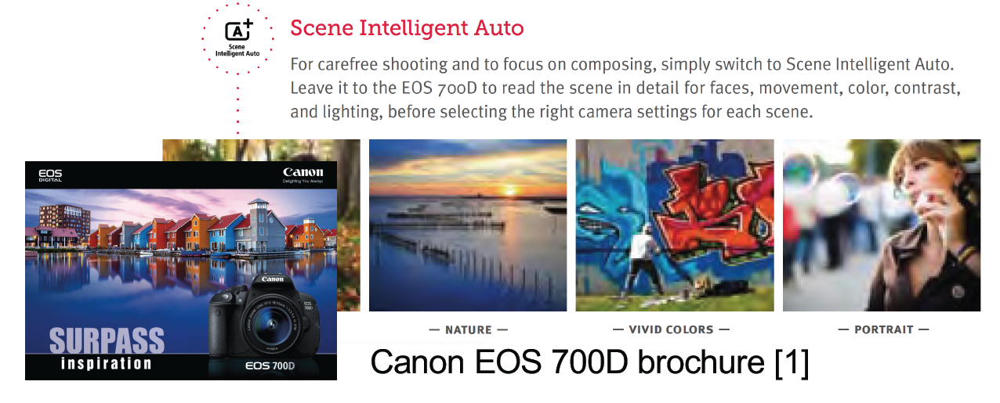 A+
Scene
Intelligent Auto
Scene Intelligent Auto
For carefree shooting and to focus on composing, simply switch to Scene Intelligent Auto.
Leave it to the EOS 700D to read the scene in detail for faces, movement, color, contrast,
and lighting, before selecting the right camera settings for each scene.
EOS
DIGITAL
Canon
Delighting You Always
Canon
EOS
700D
SURPASS
inspiration
EOS 700D
— NATURE —
— VIVID COLORS —
— PORTRAIT —
Canon EOS 700D brochure [1]